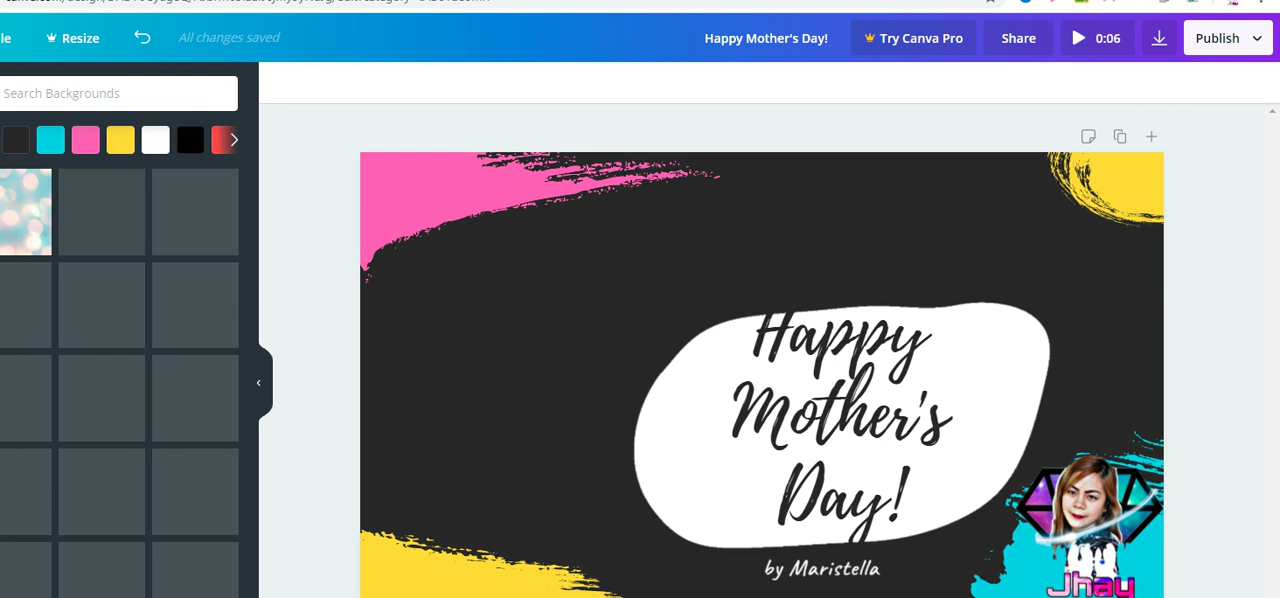 le
Resize
All changes saved
Happy Mother's Day!
Try Canva Pro
Share
0:06
Publish
Search Backgrounds
Happy
Mother's
Day!
by Maristella
Jhay